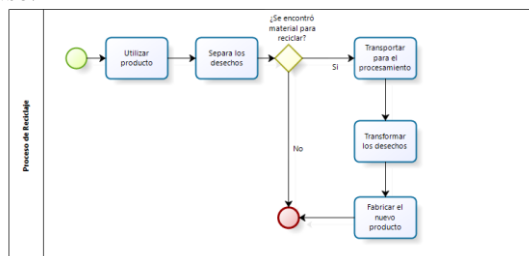 Proceso de Reciclaje
Utilizar
producto
Separa los
desechos
¿Se encontró
material para
reciclar?
Si
No
Transportar
para el
procesamiento
Transformar
los desechos
Fabricar el
nuevo
producto